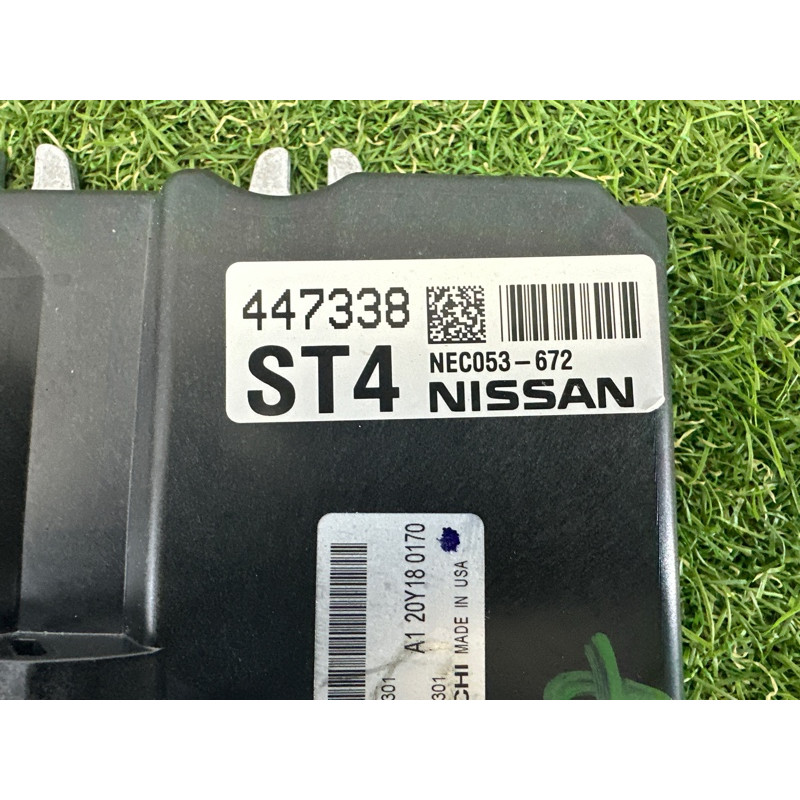 447338
ST4
NEC053-672
NISSAN
A1 20Y18 0170
MADE IN USA
301
301
CHI